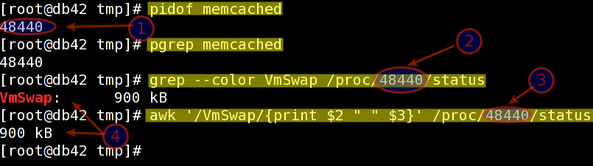 [root@db42 tmp]# pidof memcached
48440 1
[root@db42 tmp]# pgrep memcached
48440 2
[root@db42 tmp]# grep --color VmSwap /proc/48440/status
VmSwap:       900 kB 3
[root@db42 tmp]# awk '/VmSwap/{print $2 " " $3}' /proc/48440/status
900 kB 4
[root@db42 tmp]#